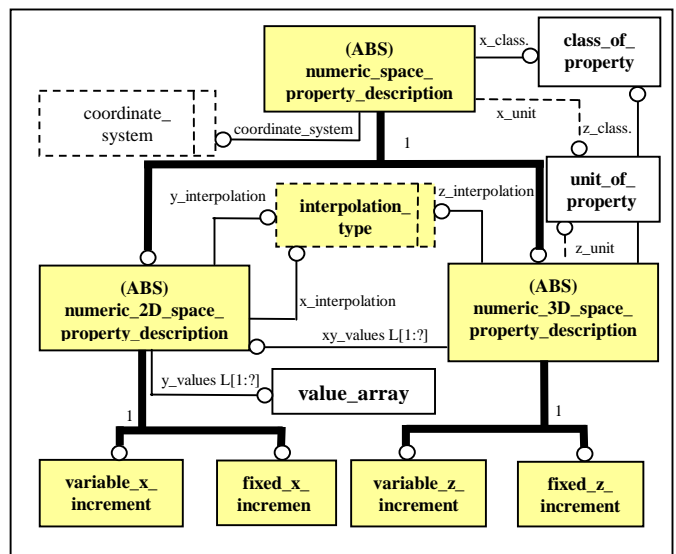 (ABS)
numeric_space_
property_description
x_class.
class_of_
property
coordinate_
system
coordinate_system
x_unit
z_class.
1
y_interpolation
interpolation_
type
z_interpolation
unit_of_
property
z_unit
(ABS)
numeric_2D_space_
property_description
x_interpolation
(ABS)
numeric_3D_space_
property_description
xy_values L[1:?]
y_values L[1:?]
value_array
1
1
variable_x_
increment
fixed_x_
incremen
variable_z_
increment
fixed_z_
increment